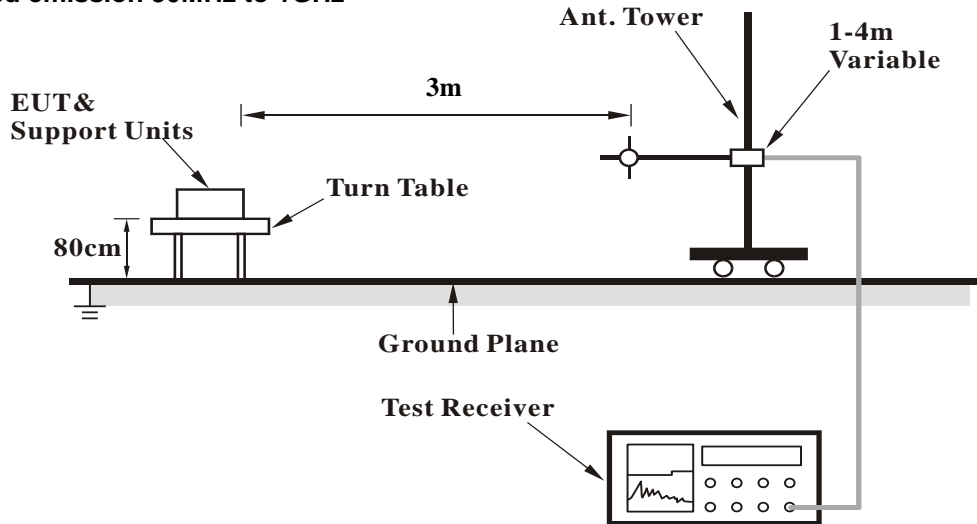 Ant. Tower
1-4m
Variable
3m
EUT&
Support Units
Turn Table
80cm
Ground Plane
Test Receiver